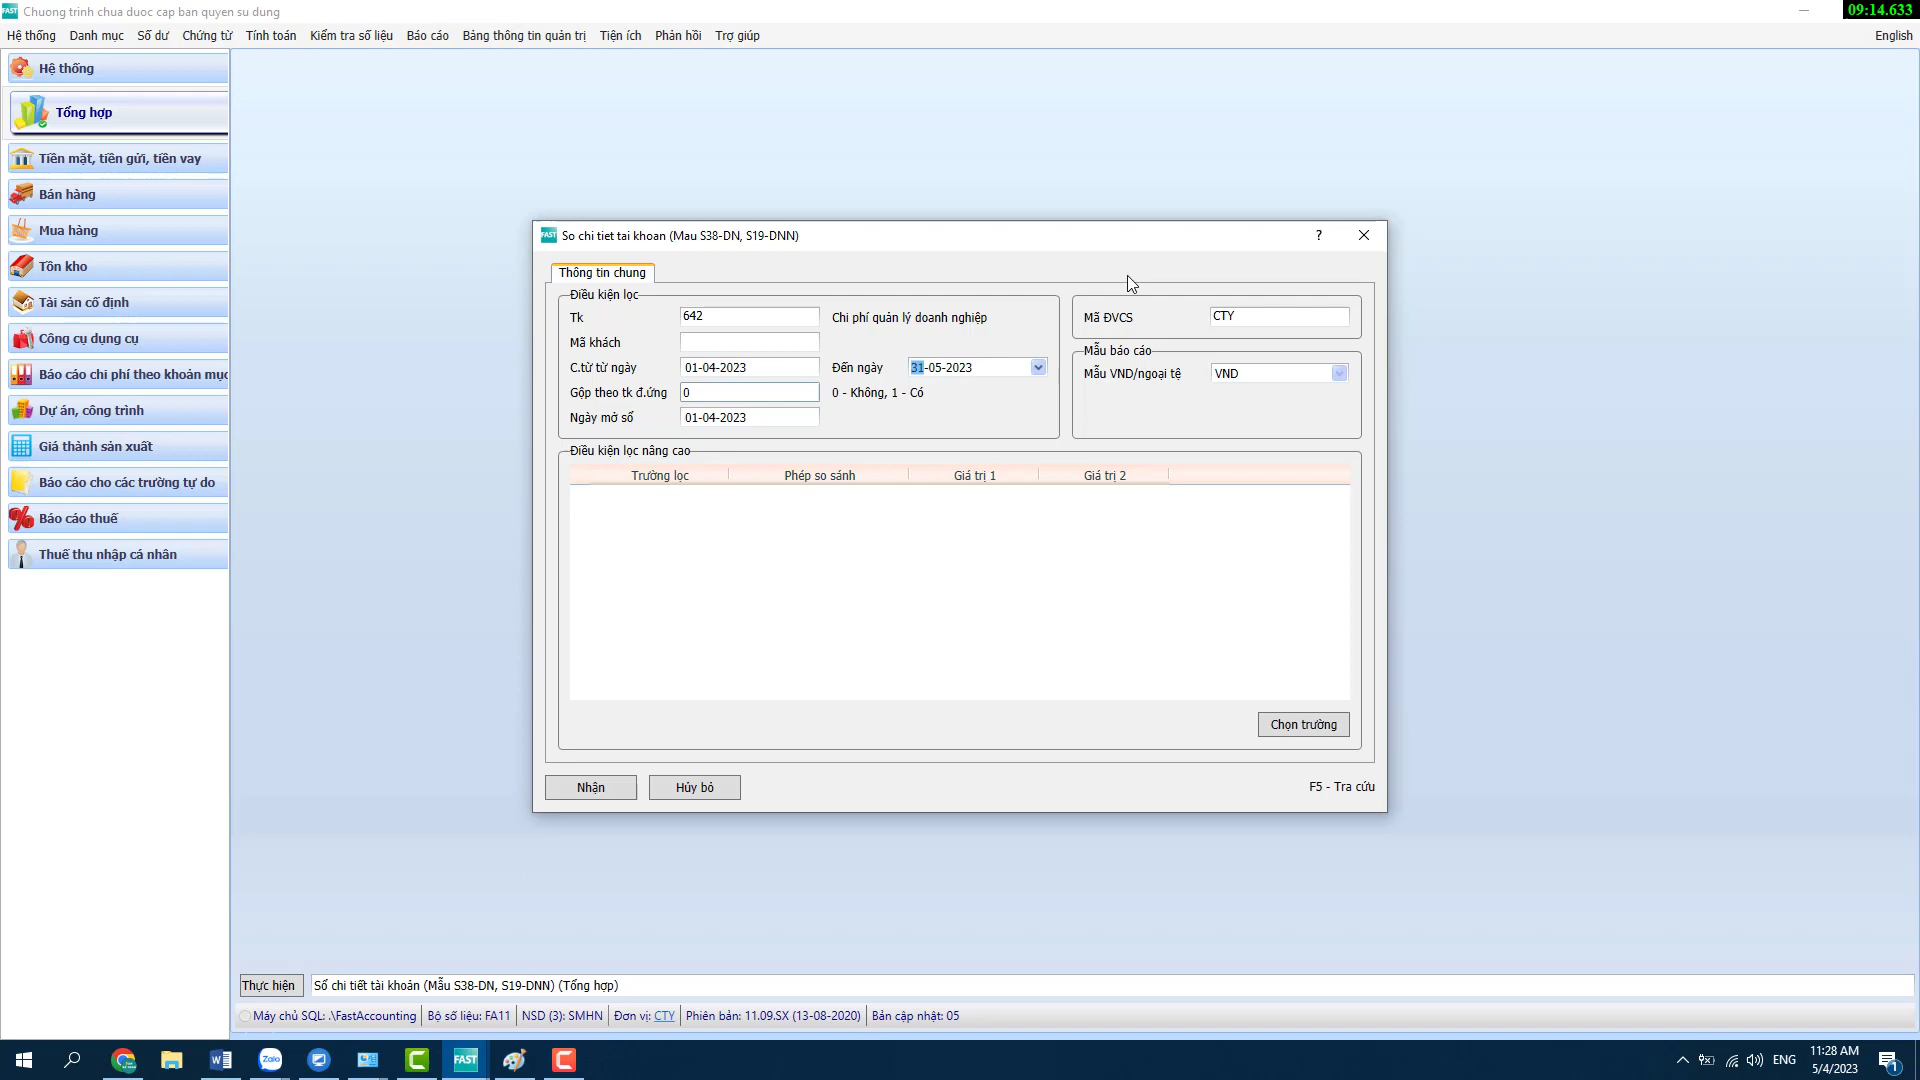 FAST Chuong trinh chua duoc cap ban quyen su dung
09:14.633
Hệ thống Danh mục Số dư Chứng từ Tính toán Kiểm tra số liệu Báo cáo Bảng thông tin quản trị Tiện ích Phản hồi Trợ giúp English
Hệ thống
Tổng hợp
Tiền mặt, tiền gửi, tiền vay
Bán hàng
Mua hàng
Tồn kho
Tài sản cố định
Công cụ dụng cụ
Báo cáo chi phí theo khoản mục
Dự án, công trình
Giá thành sản xuất
Báo cáo cho các trường tự do
Báo cáo thuế
Thuế thu nhập cá nhân
FAST So chi tiet tai khoan (Mau S38-DN, S19-DNN) ?
Thông tin chung
Điều kiện lọc
Tk 642 Chi phí quản lý doanh nghiệp
Mã khách
C.từ từ ngày 01-04-2023 Đến ngày 31-05-2023
Gộp theo tk đ.ứng 0 0 - Không, 1 - Có
Ngày mở sổ 01-04-2023
Mã ĐVCS CTY
Mẫu báo cáo
Mẫu VND/ngoại tệ VND
Điều kiện lọc nâng cao
Trường lọc Phép so sánh Giá trị 1 Giá trị 2
Chọn trường
Nhận Hủy bỏ F5 - Tra cứu
Thực hiện Sổ chi tiết tài khoản (Mẫu S38-DN, S19-DNN) (Tổng hợp)
Máy chủ SQL: .\FastAccounting Bộ số liệu: FA11 NSD (3): SMHN Đơn vị: CTY Phiên bản: 11.09.SX (13-08-2020) Bản cập nhật: 05
Zalo FAST ENG 11:28 AM
5/4/2023 1